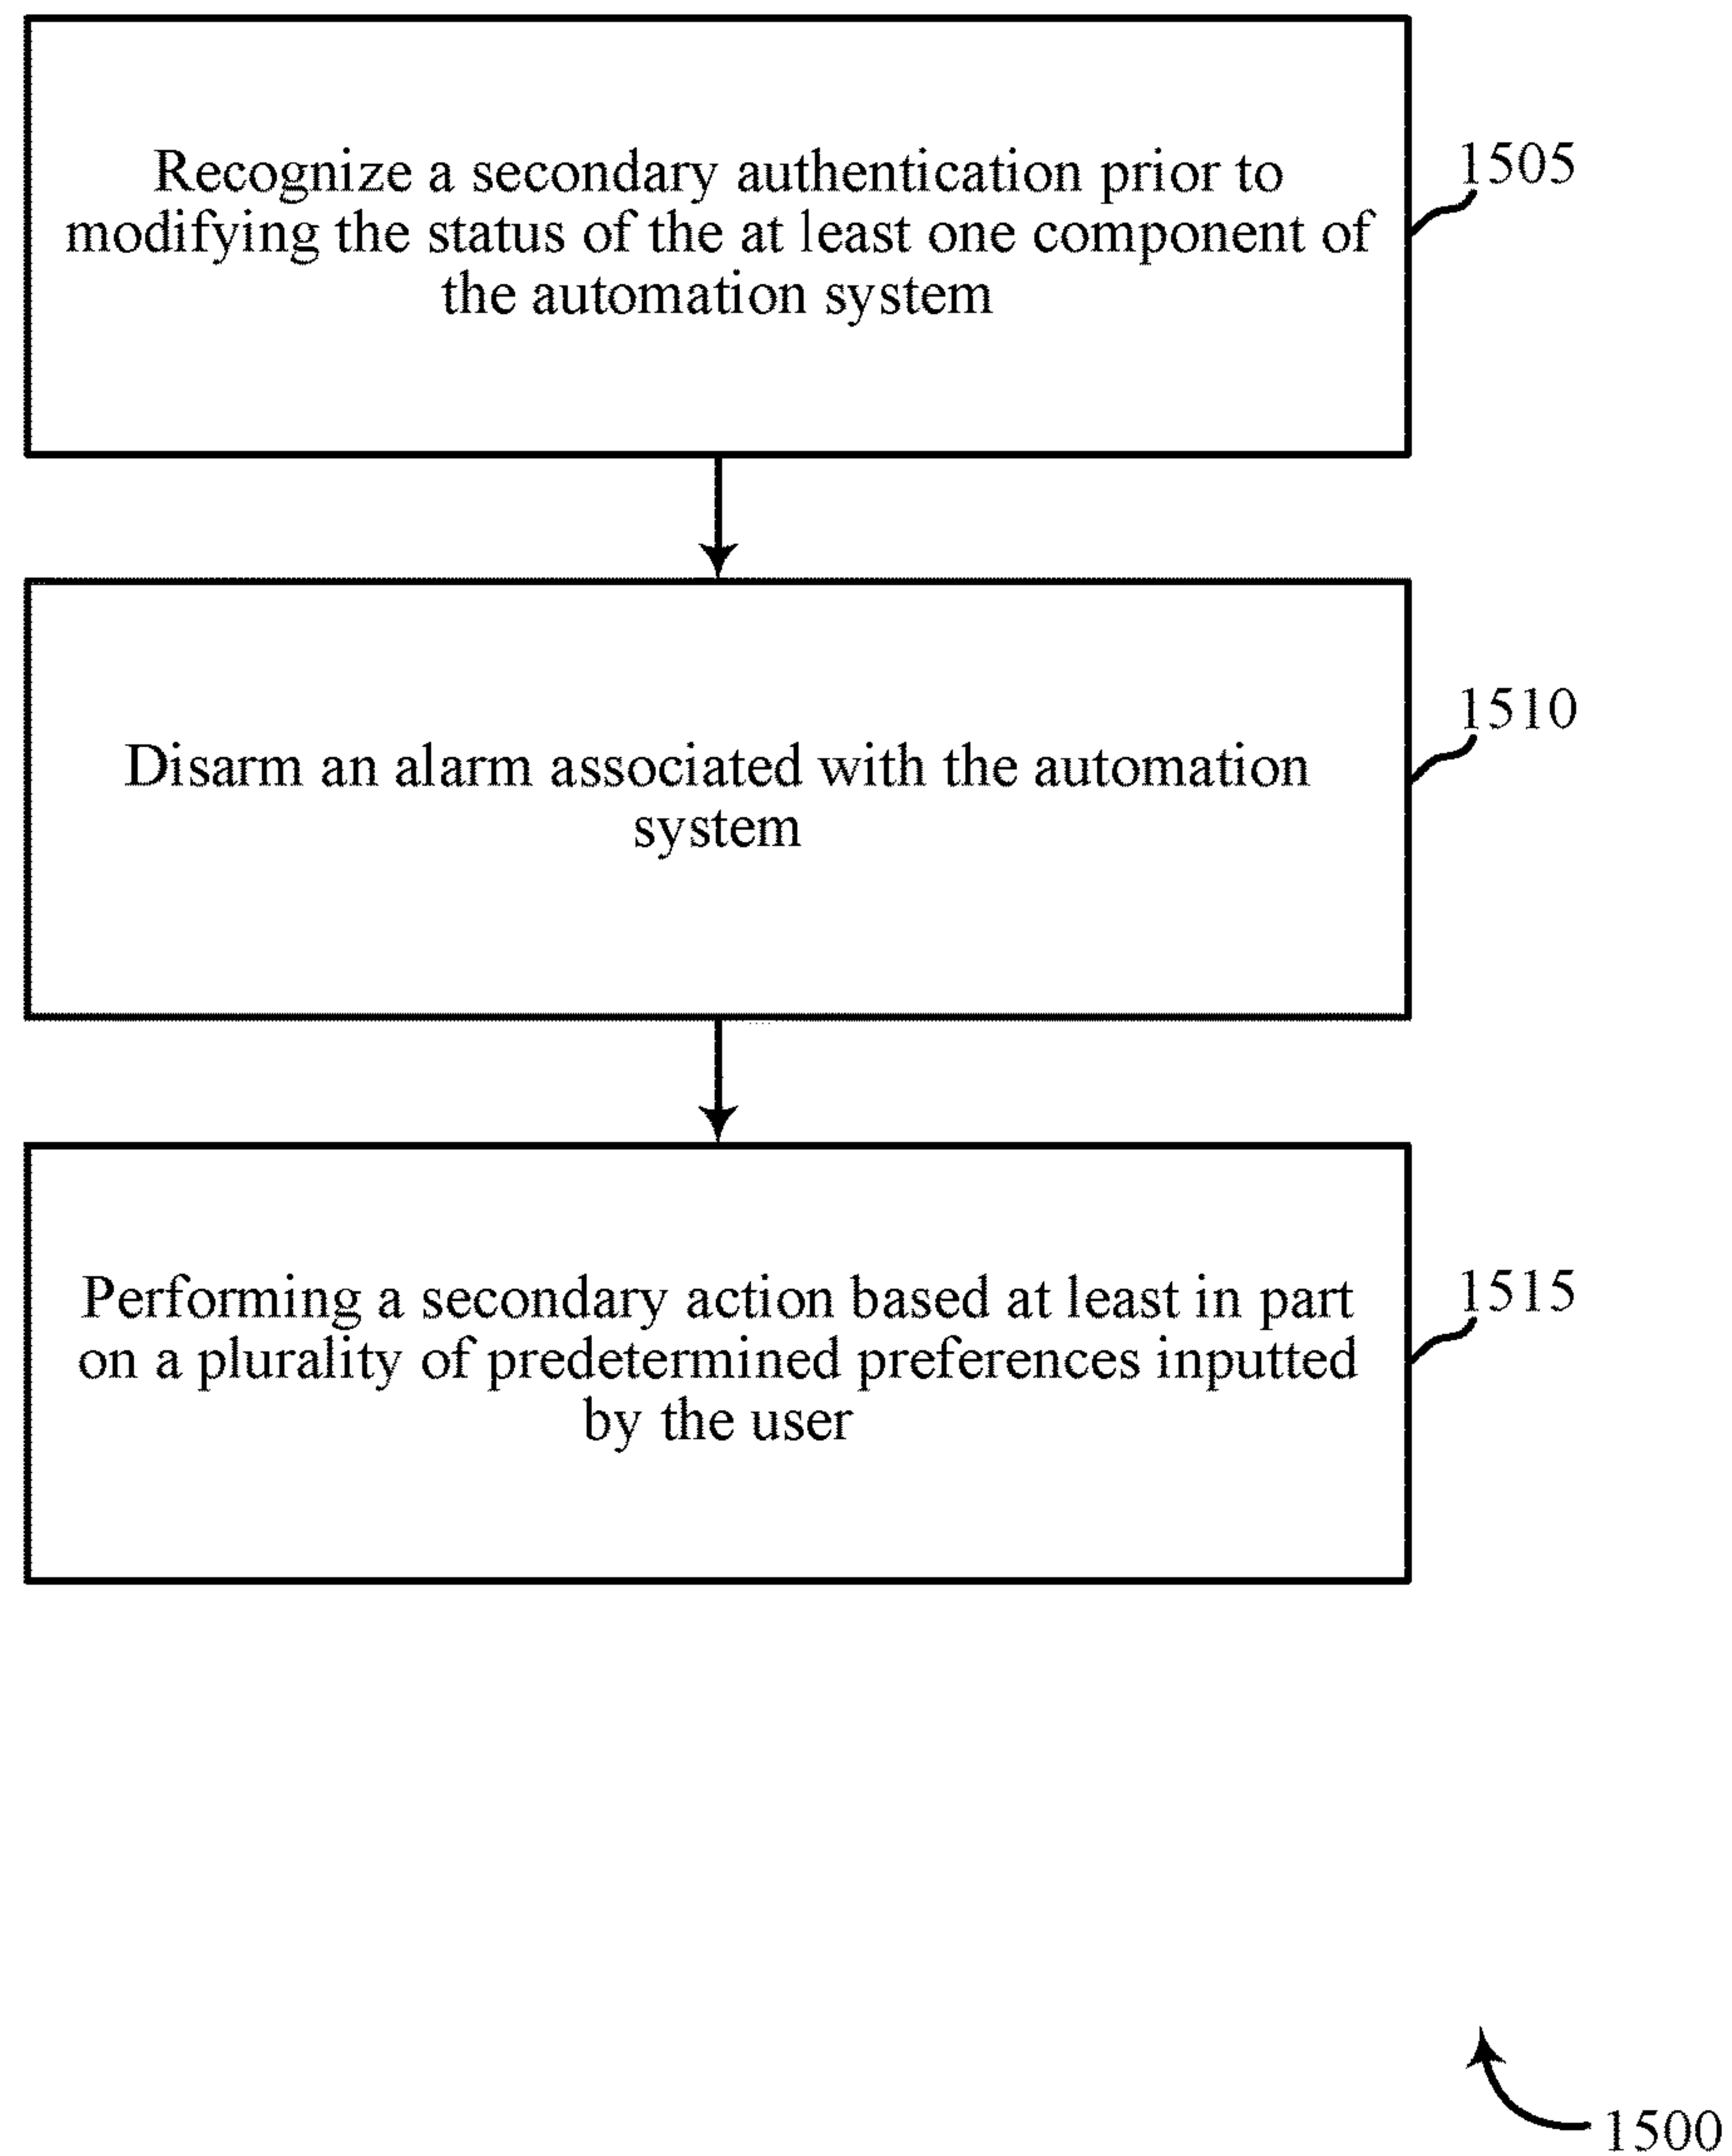 Recognize a secondary authentication prior to
modifying the status of the at least one component of
the automation system
1505
Disarm an alarm associated with the automation
system
1510
Performing a secondary action based at least in part
on a plurality of predetermined preferences inputted
by the user
1515
1500